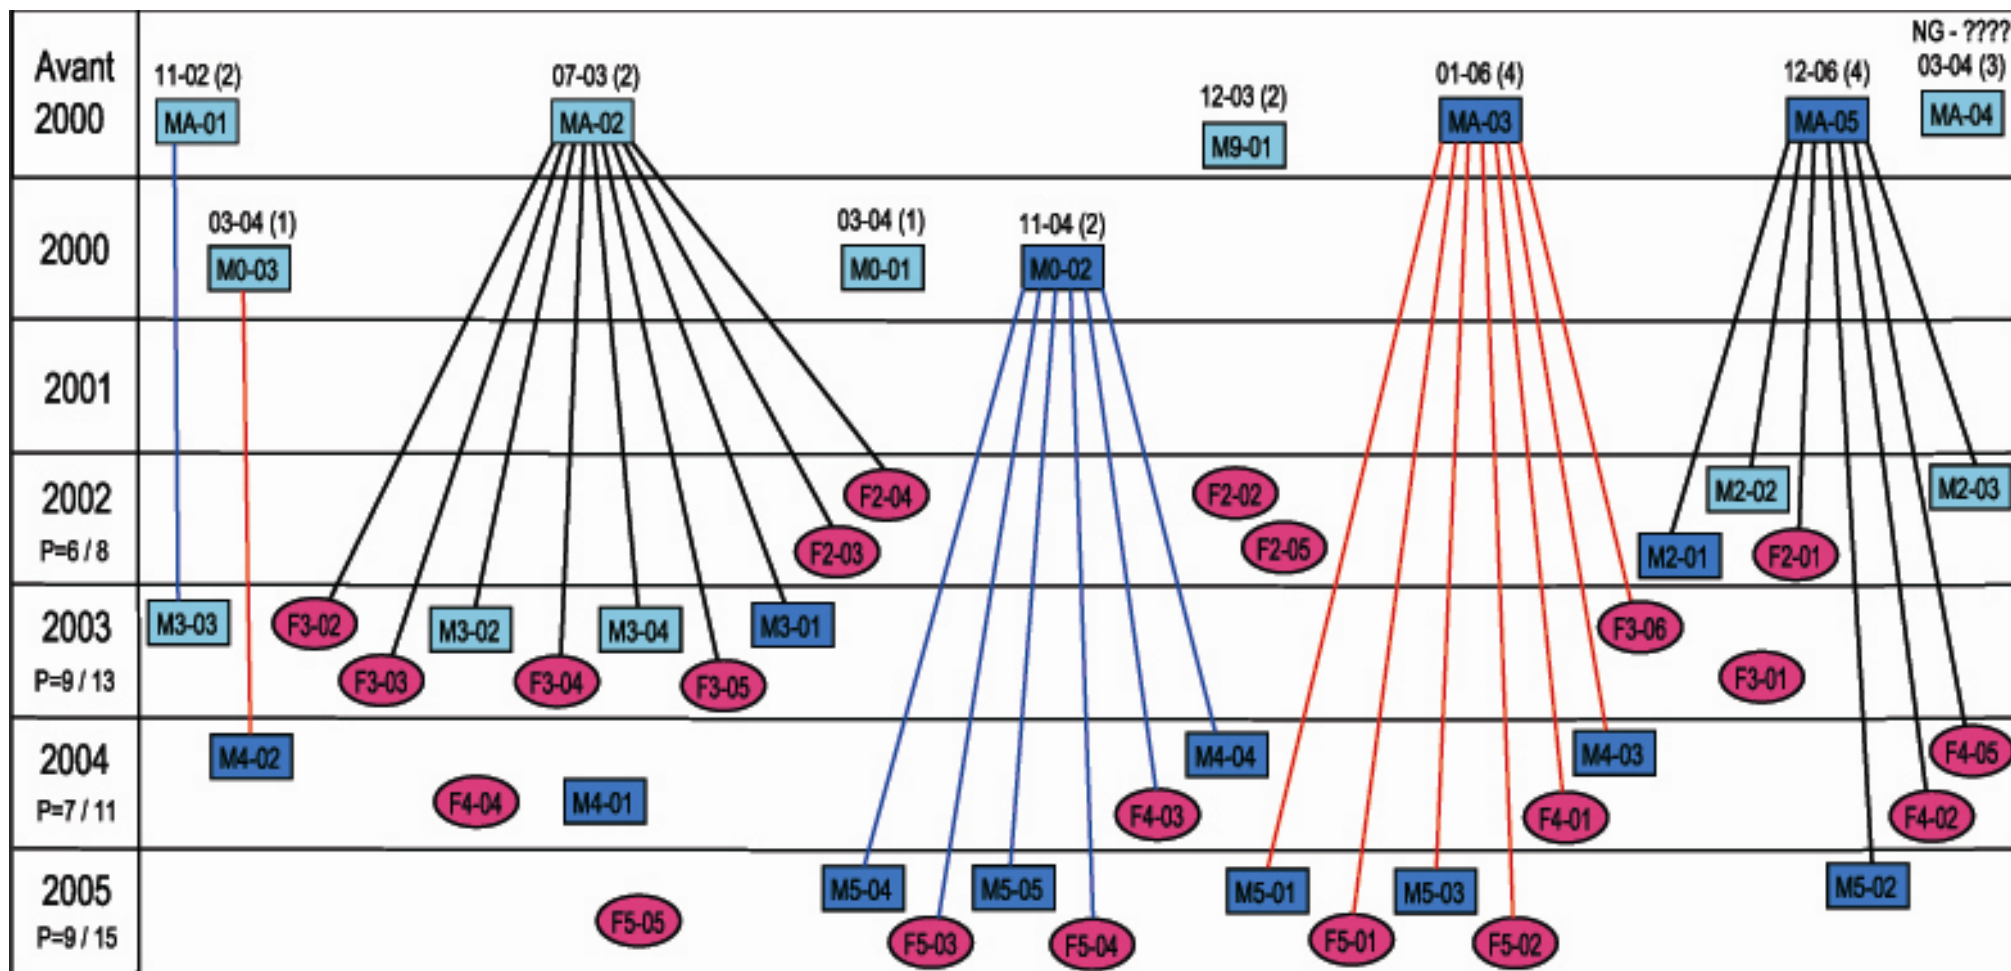 Avant
2000
11-02 (2)
MA-01
07-03 (2)
MA-02
12-03 (2)
M9-01
01-06 (4)
MA-03
12-06 (4)
MA-05
NG - ????
03-04 (3)
MA-04
2000
03-04 (1)
M0-03
03-04 (1)
M0-01
11-04 (2)
M0-02
2001
2002
P=6 / 8
F2-04
F2-03
F2-02
F2-05
M2-02
M2-03
M2-01
F2-01
2003
P=9 / 13
M3-03
F3-02
F3-03
M3-02
F3-04
M3-04
F3-05
M3-01
F3-06
F3-01
2004
P=7 / 11
M4-02
F4-04
M4-01
F4-03
M4-04
F4-01
M4-03
F4-02
F4-05
2005
P=9 / 15
F5-05
M5-04
F5-03
M5-05
F5-04
M5-01
F5-01
M5-03
F5-02
M5-02